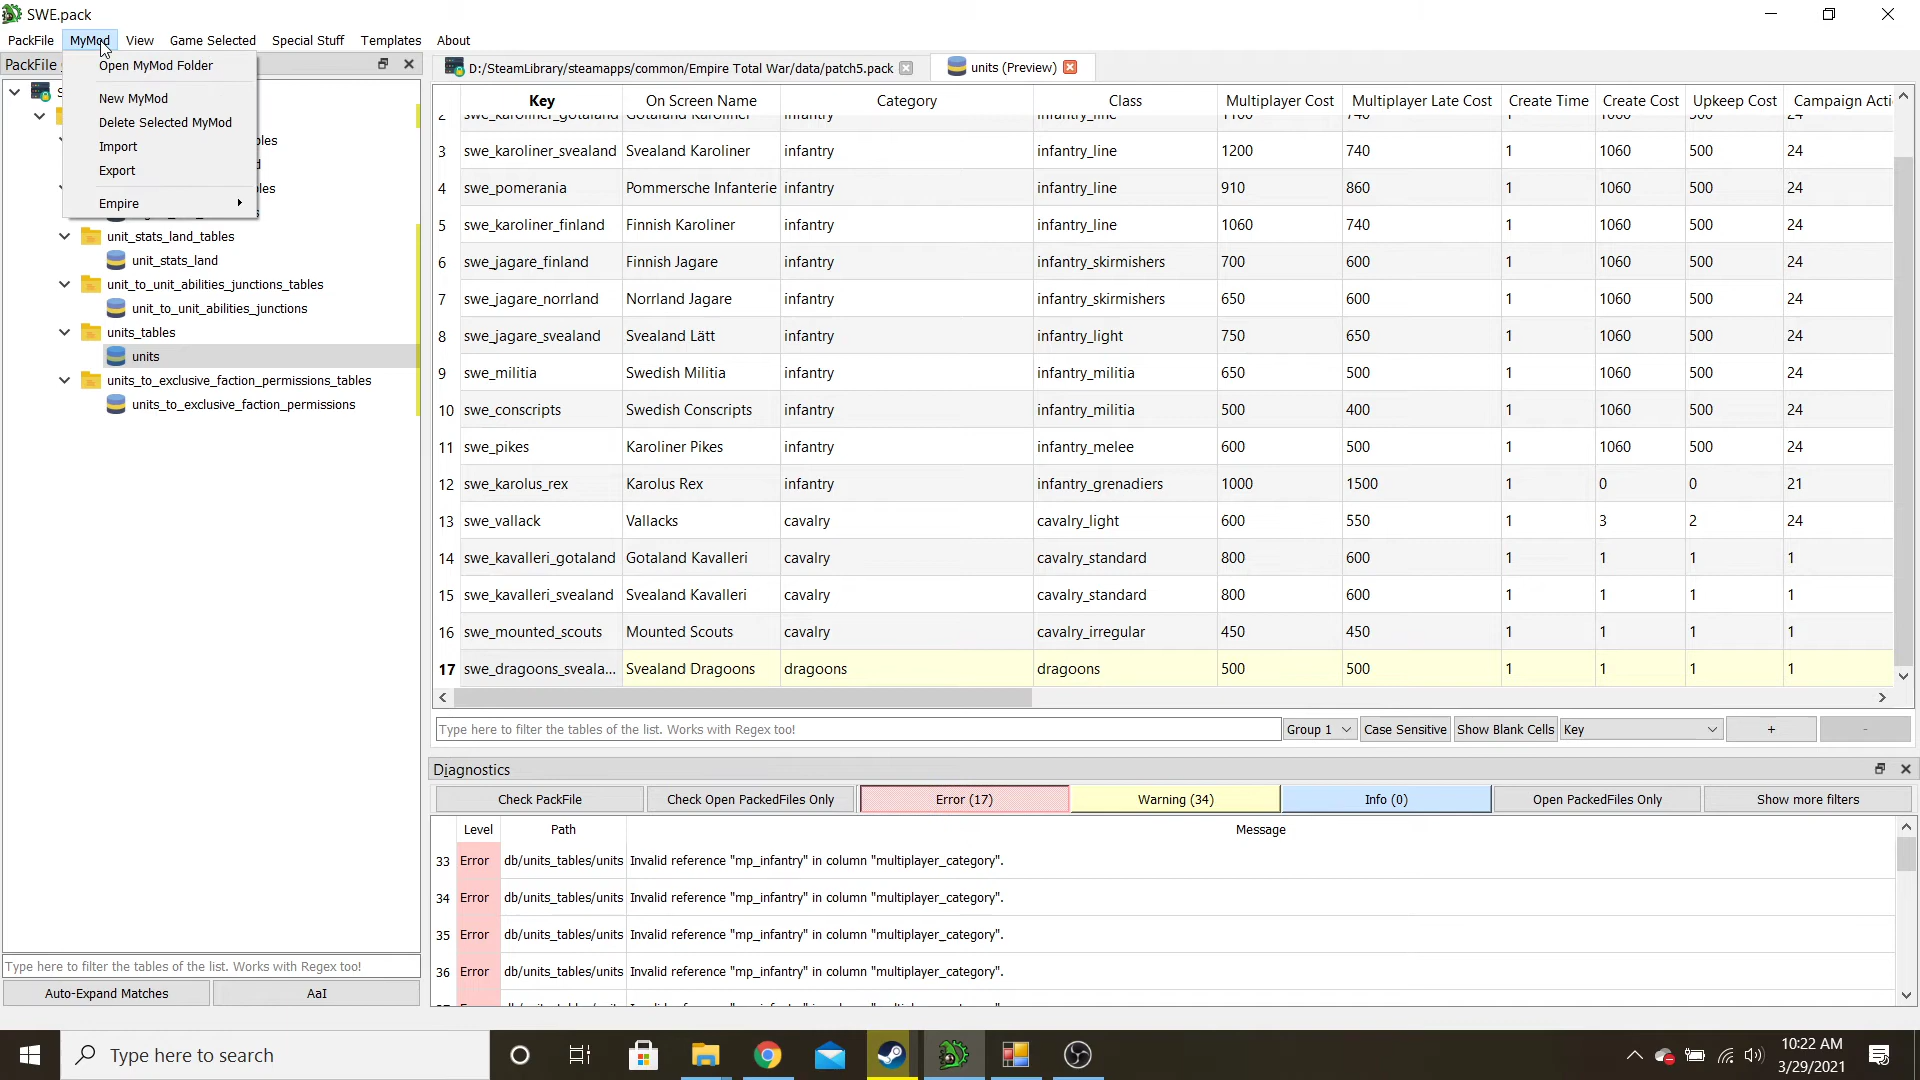 SWE.pack
PackFile MyMod View Game Selected Special Stuff Templates About
PackFile
Open MyMod Folder
New MyMod
Delete Selected MyMod
Import
Export
Empire
unit_stats_land_tables
unit_stats_land
unit_to_unit_abilities_junctions_tables
unit_to_unit_abilities_junctions
units_tables
units
units_to_exclusive_faction_permissions_tables
units_to_exclusive_faction_permissions
Type here to filter the tables of the list. Works with Regex too!
Auto-Expand Matches AaI
D:/SteamLibrary/steamapps/common/Empire Total War/data/patch5.pack units (Preview)
Key On Screen Name Category Class Multiplayer Cost Multiplayer Late Cost Create Time Create Cost Upkeep Cost Campaign Acti
2 swe_karoliner_gotaland Gotaland Karoliner infantry infantry_line 1100 740 1 1060 500 24
3 swe_karoliner_svealand Svealand Karoliner infantry infantry_line 1200 740 1 1060 500 24
4 swe_pomerania Pommersche Infanterie infantry infantry_line 910 860 1 1060 500 24
5 swe_karoliner_finland Finnish Karoliner infantry infantry_line 1060 740 1 1060 500 24
6 swe_jagare_finland Finnish Jagare infantry infantry_skirmishers 700 600 1 1060 500 24
7 swe_jagare_norrland Norrland Jagare infantry infantry_skirmishers 650 600 1 1060 500 24
8 swe_jagare_svealand Svealand Lätt infantry infantry_light 750 650 1 1060 500 24
9 swe_militia Swedish Militia infantry infantry_militia 650 500 1 1060 500 24
10 swe_conscripts Swedish Conscripts infantry infantry_militia 500 400 1 1060 500 24
11 swe_pikes Karoliner Pikes infantry infantry_melee 600 500 1 1060 500 24
12 swe_karolus_rex Karolus Rex infantry infantry_grenadiers 1000 1500 1 0 0 21
13 swe_vallack Vallacks cavalry cavalry_light 600 550 1 3 2 24
14 swe_kavalleri_gotaland Gotaland Kavalleri cavalry cavalry_standard 800 600 1 1 1 1
15 swe_kavalleri_svealand Svealand Kavalleri cavalry cavalry_standard 800 600 1 1 1 1
16 swe_mounted_scouts Mounted Scouts cavalry cavalry_irregular 450 450 1 1 1 1
17 swe_dragoons_sveala... Svealand Dragoons dragoons dragoons 500 500 1 1 1 1
Type here to filter the tables of the list. Works with Regex too! Group 1 Case Sensitive Show Blank Cells Key + -
Diagnostics
Check PackFile Check Open PackedFiles Only Error (17) Warning (34) Info (0) Open PackedFiles Only Show more filters
Level Path Message
33 Error db/units_tables/units Invalid reference "mp_infantry" in column "multiplayer_category".
34 Error db/units_tables/units Invalid reference "mp_infantry" in column "multiplayer_category".
35 Error db/units_tables/units Invalid reference "mp_infantry" in column "multiplayer_category".
36 Error db/units_tables/units Invalid reference "mp_infantry" in column "multiplayer_category".
Type here to search
10:22 AM
3/29/2021